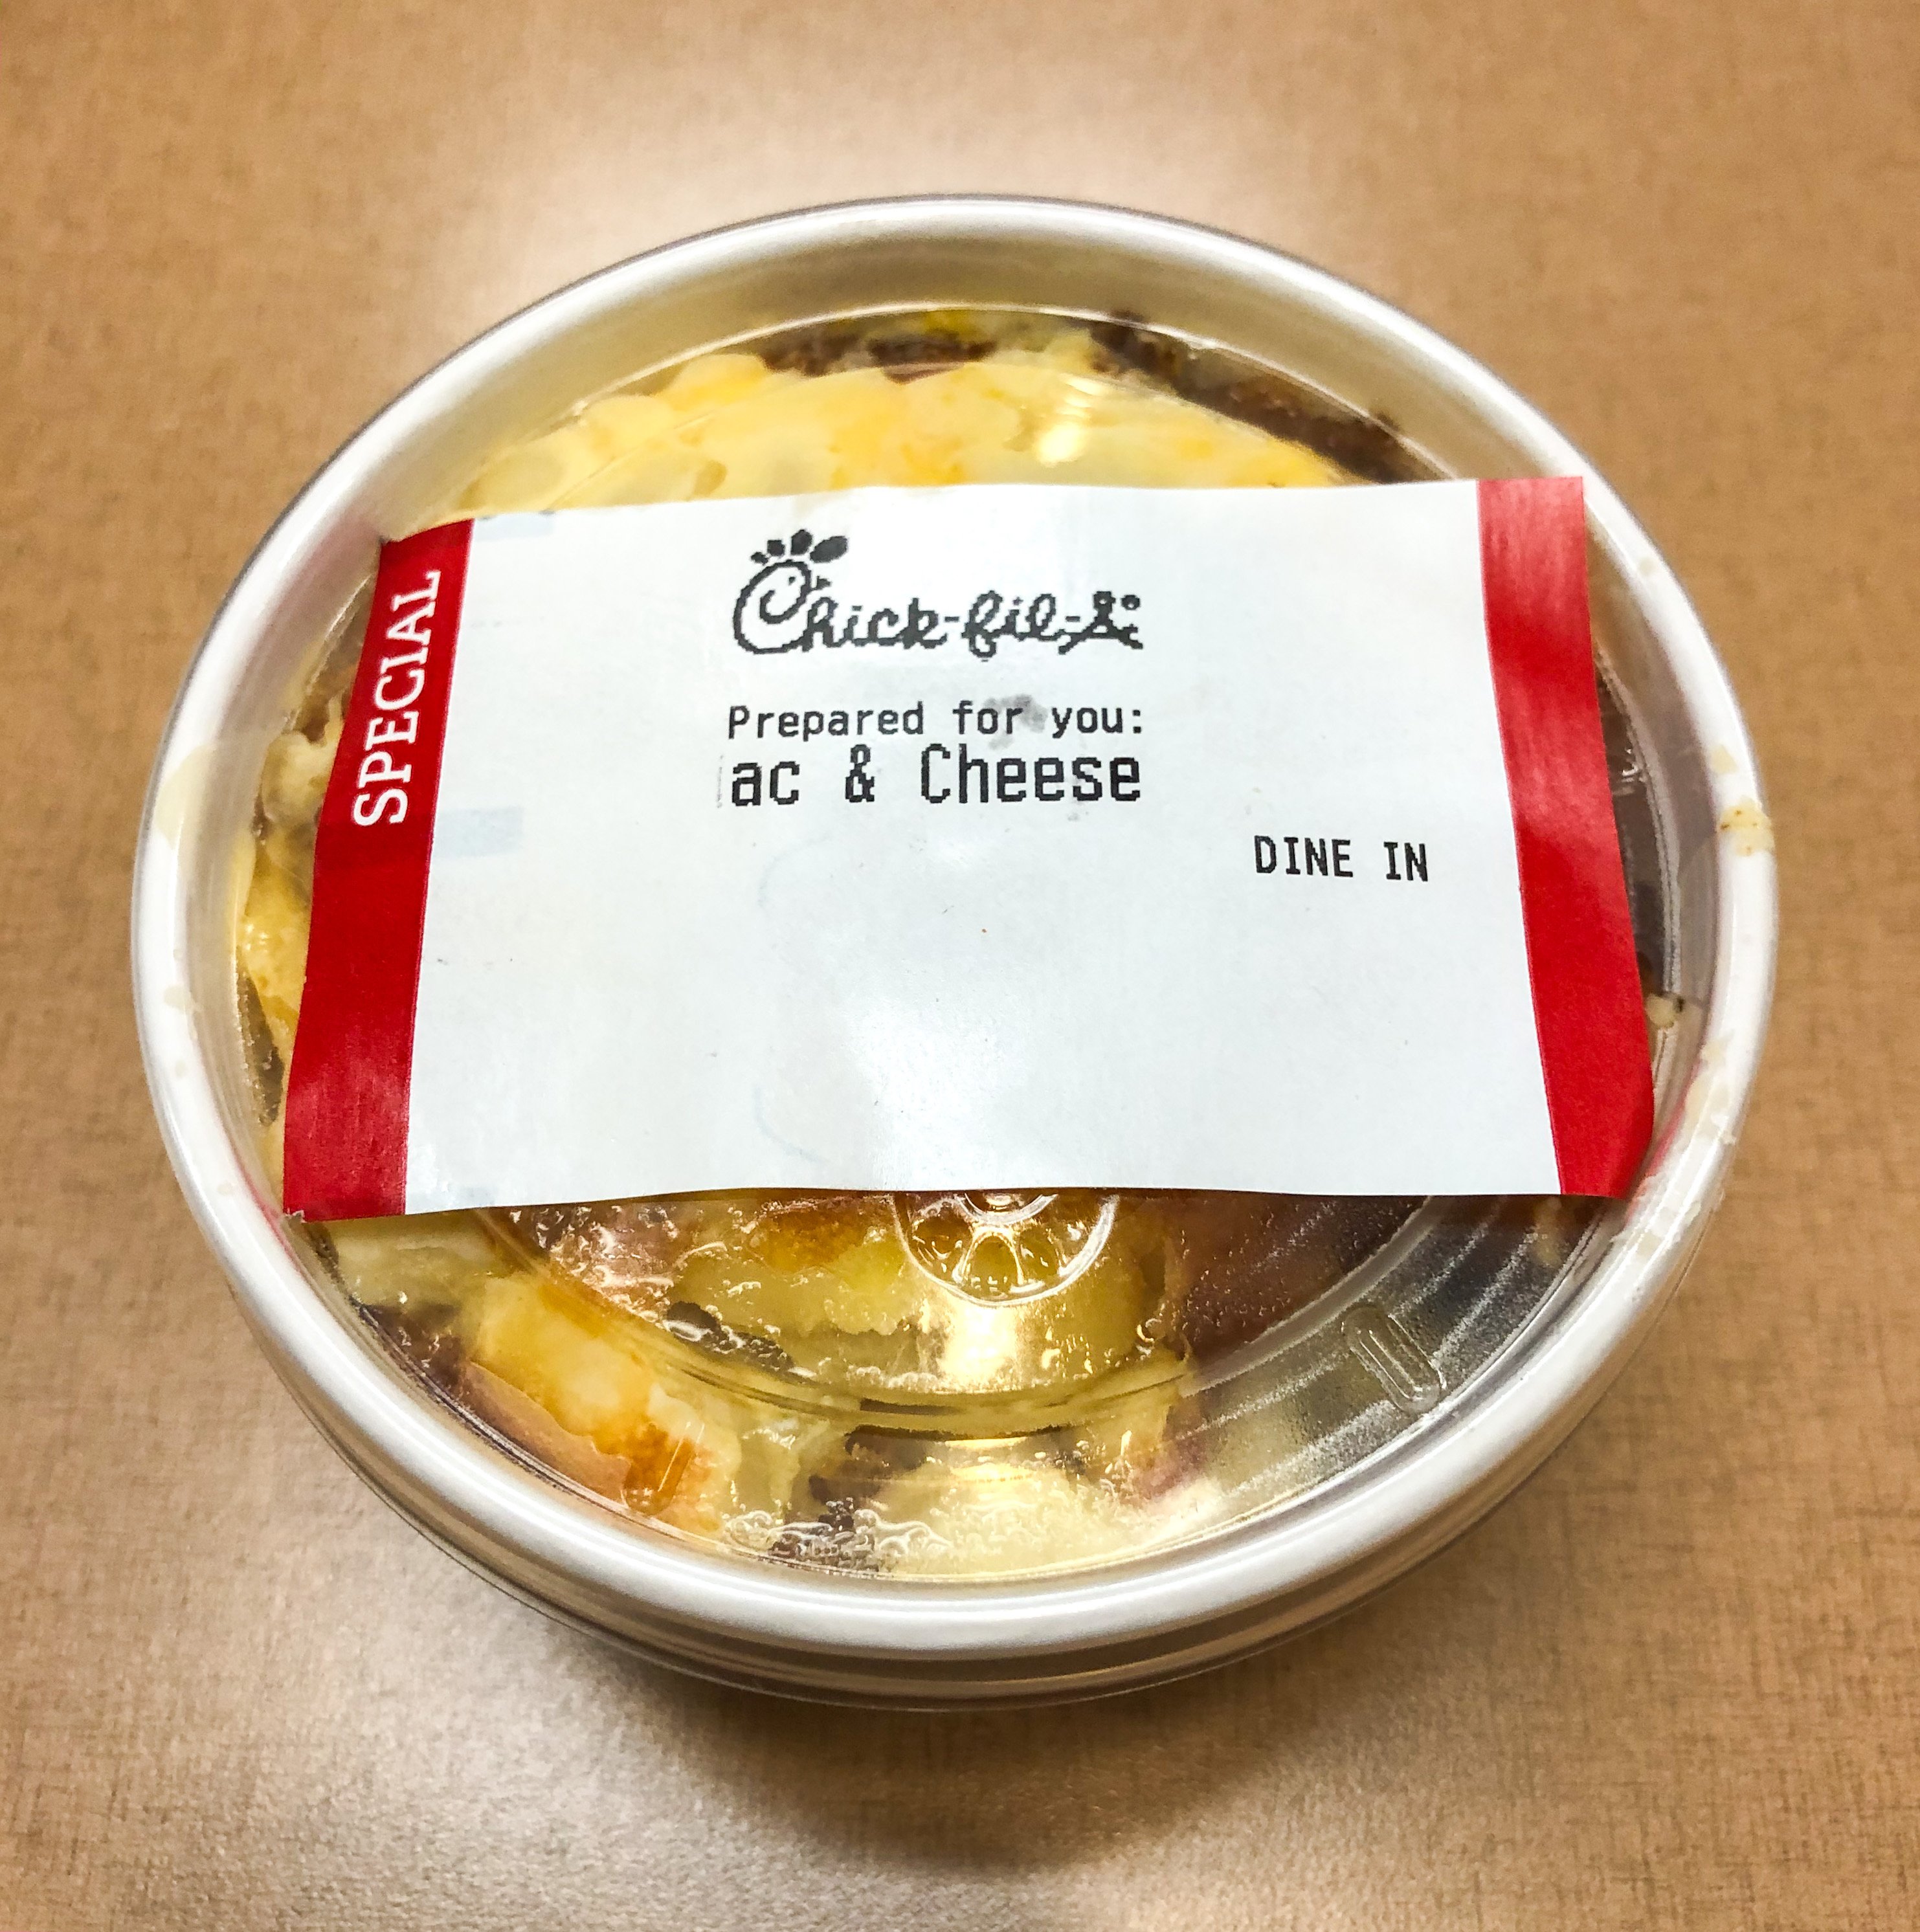 SPECIAL
Chick-fil-A
Prepared for you:
ac & Cheese
DINE IN